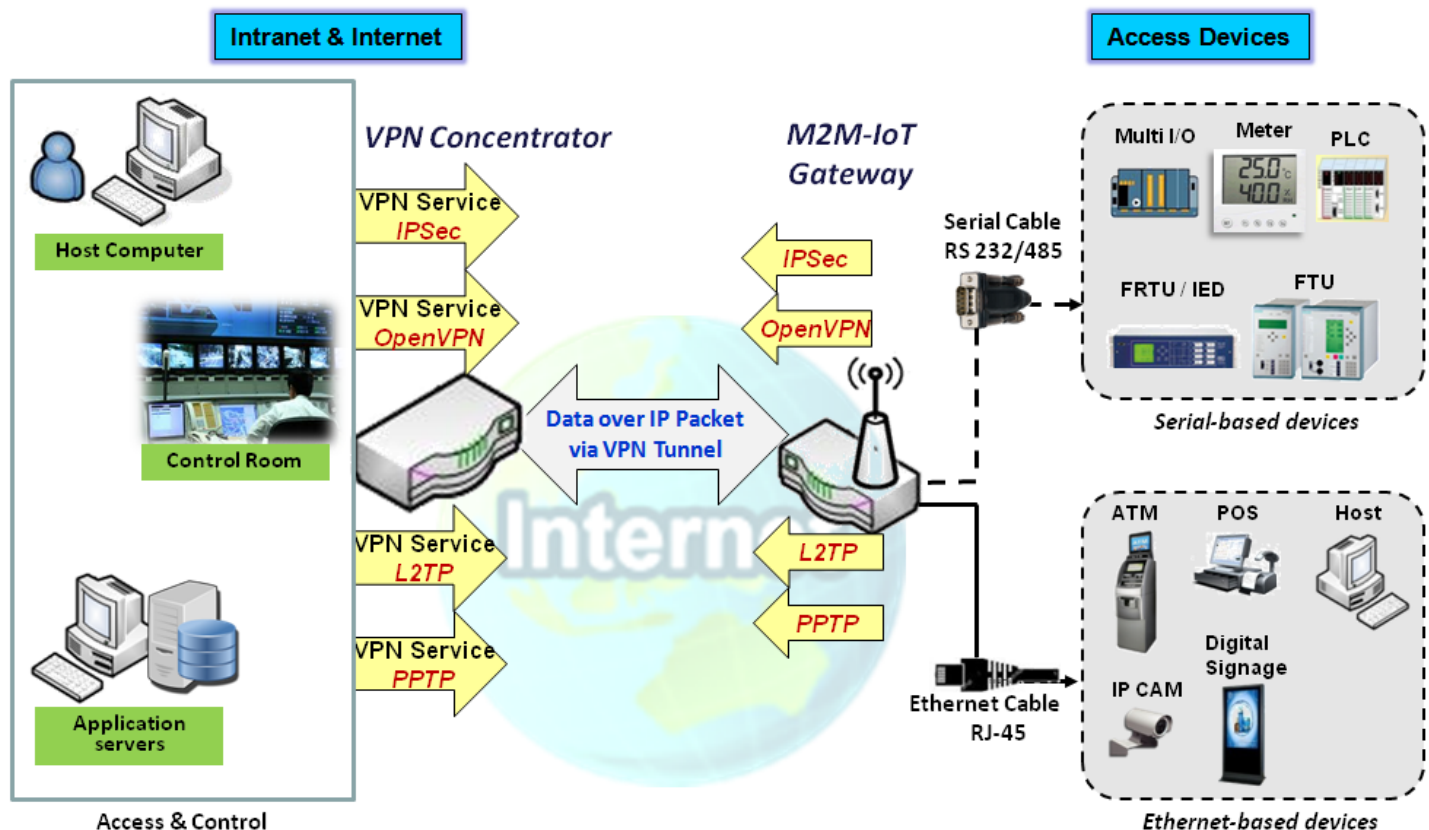 Intranet & Internet
Access Devices
VPN Concentrator
M2M-IoT
Gateway
Host Computer
Control Room
Application
servers
Access & Control
VPN Service
IPSec
VPN Service
OpenVPN
VPN Service
L2TP
VPN Service
PPTP
Data over IP Packet
via VPN Tunnel
Internet
IPSec
OpenVPN
L2TP
PPTP
Serial Cable
RS 232/485
Ethernet Cable
RJ-45
Multi I/O
Meter
PLC
25.0 °C
40.0 %
FRTU / IED
FTU
Serial-based devices
ATM
POS
Host
Digital
Signage
IP CAM
Ethernet-based devices